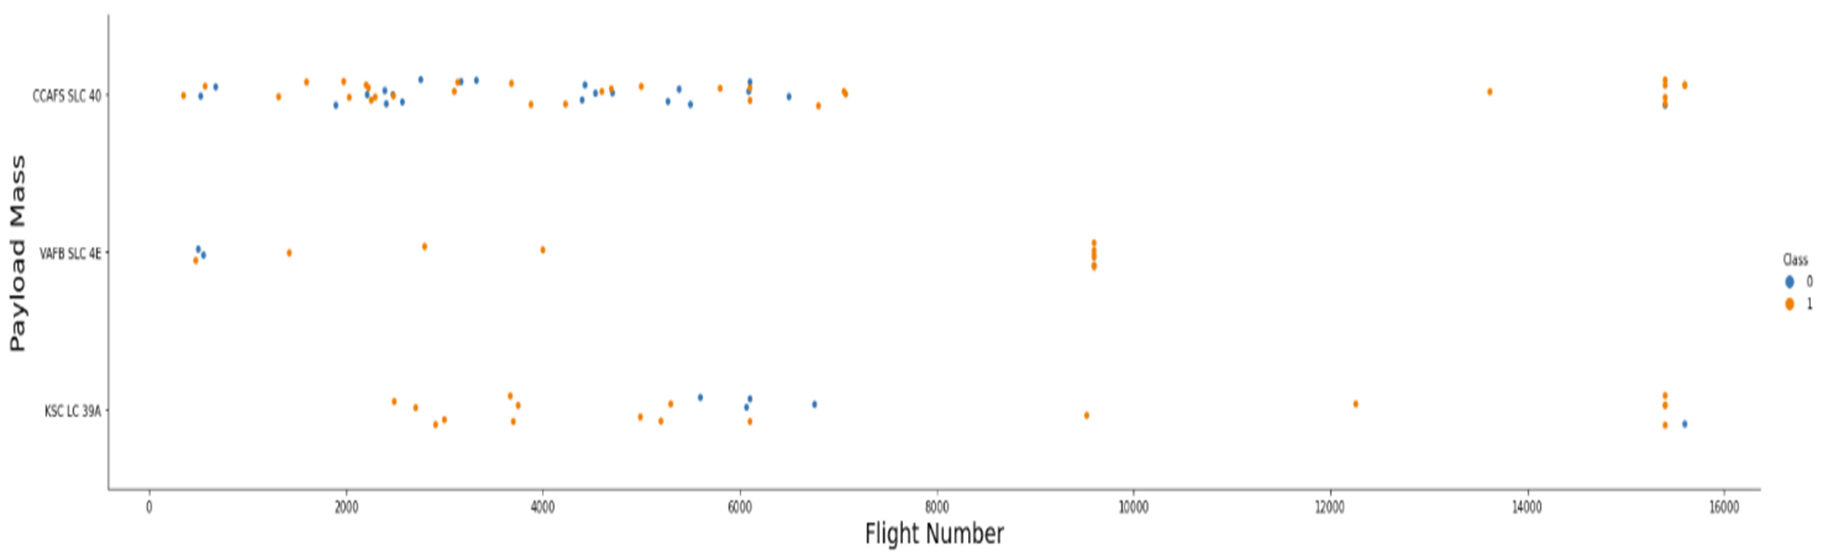 Payload Mass
CCAFS SLC 40
VAFB SLC 4E
KSC LC 39A
0 2000 4000 6000 8000 10000 12000 14000 16000
Flight Number
Class
0
1